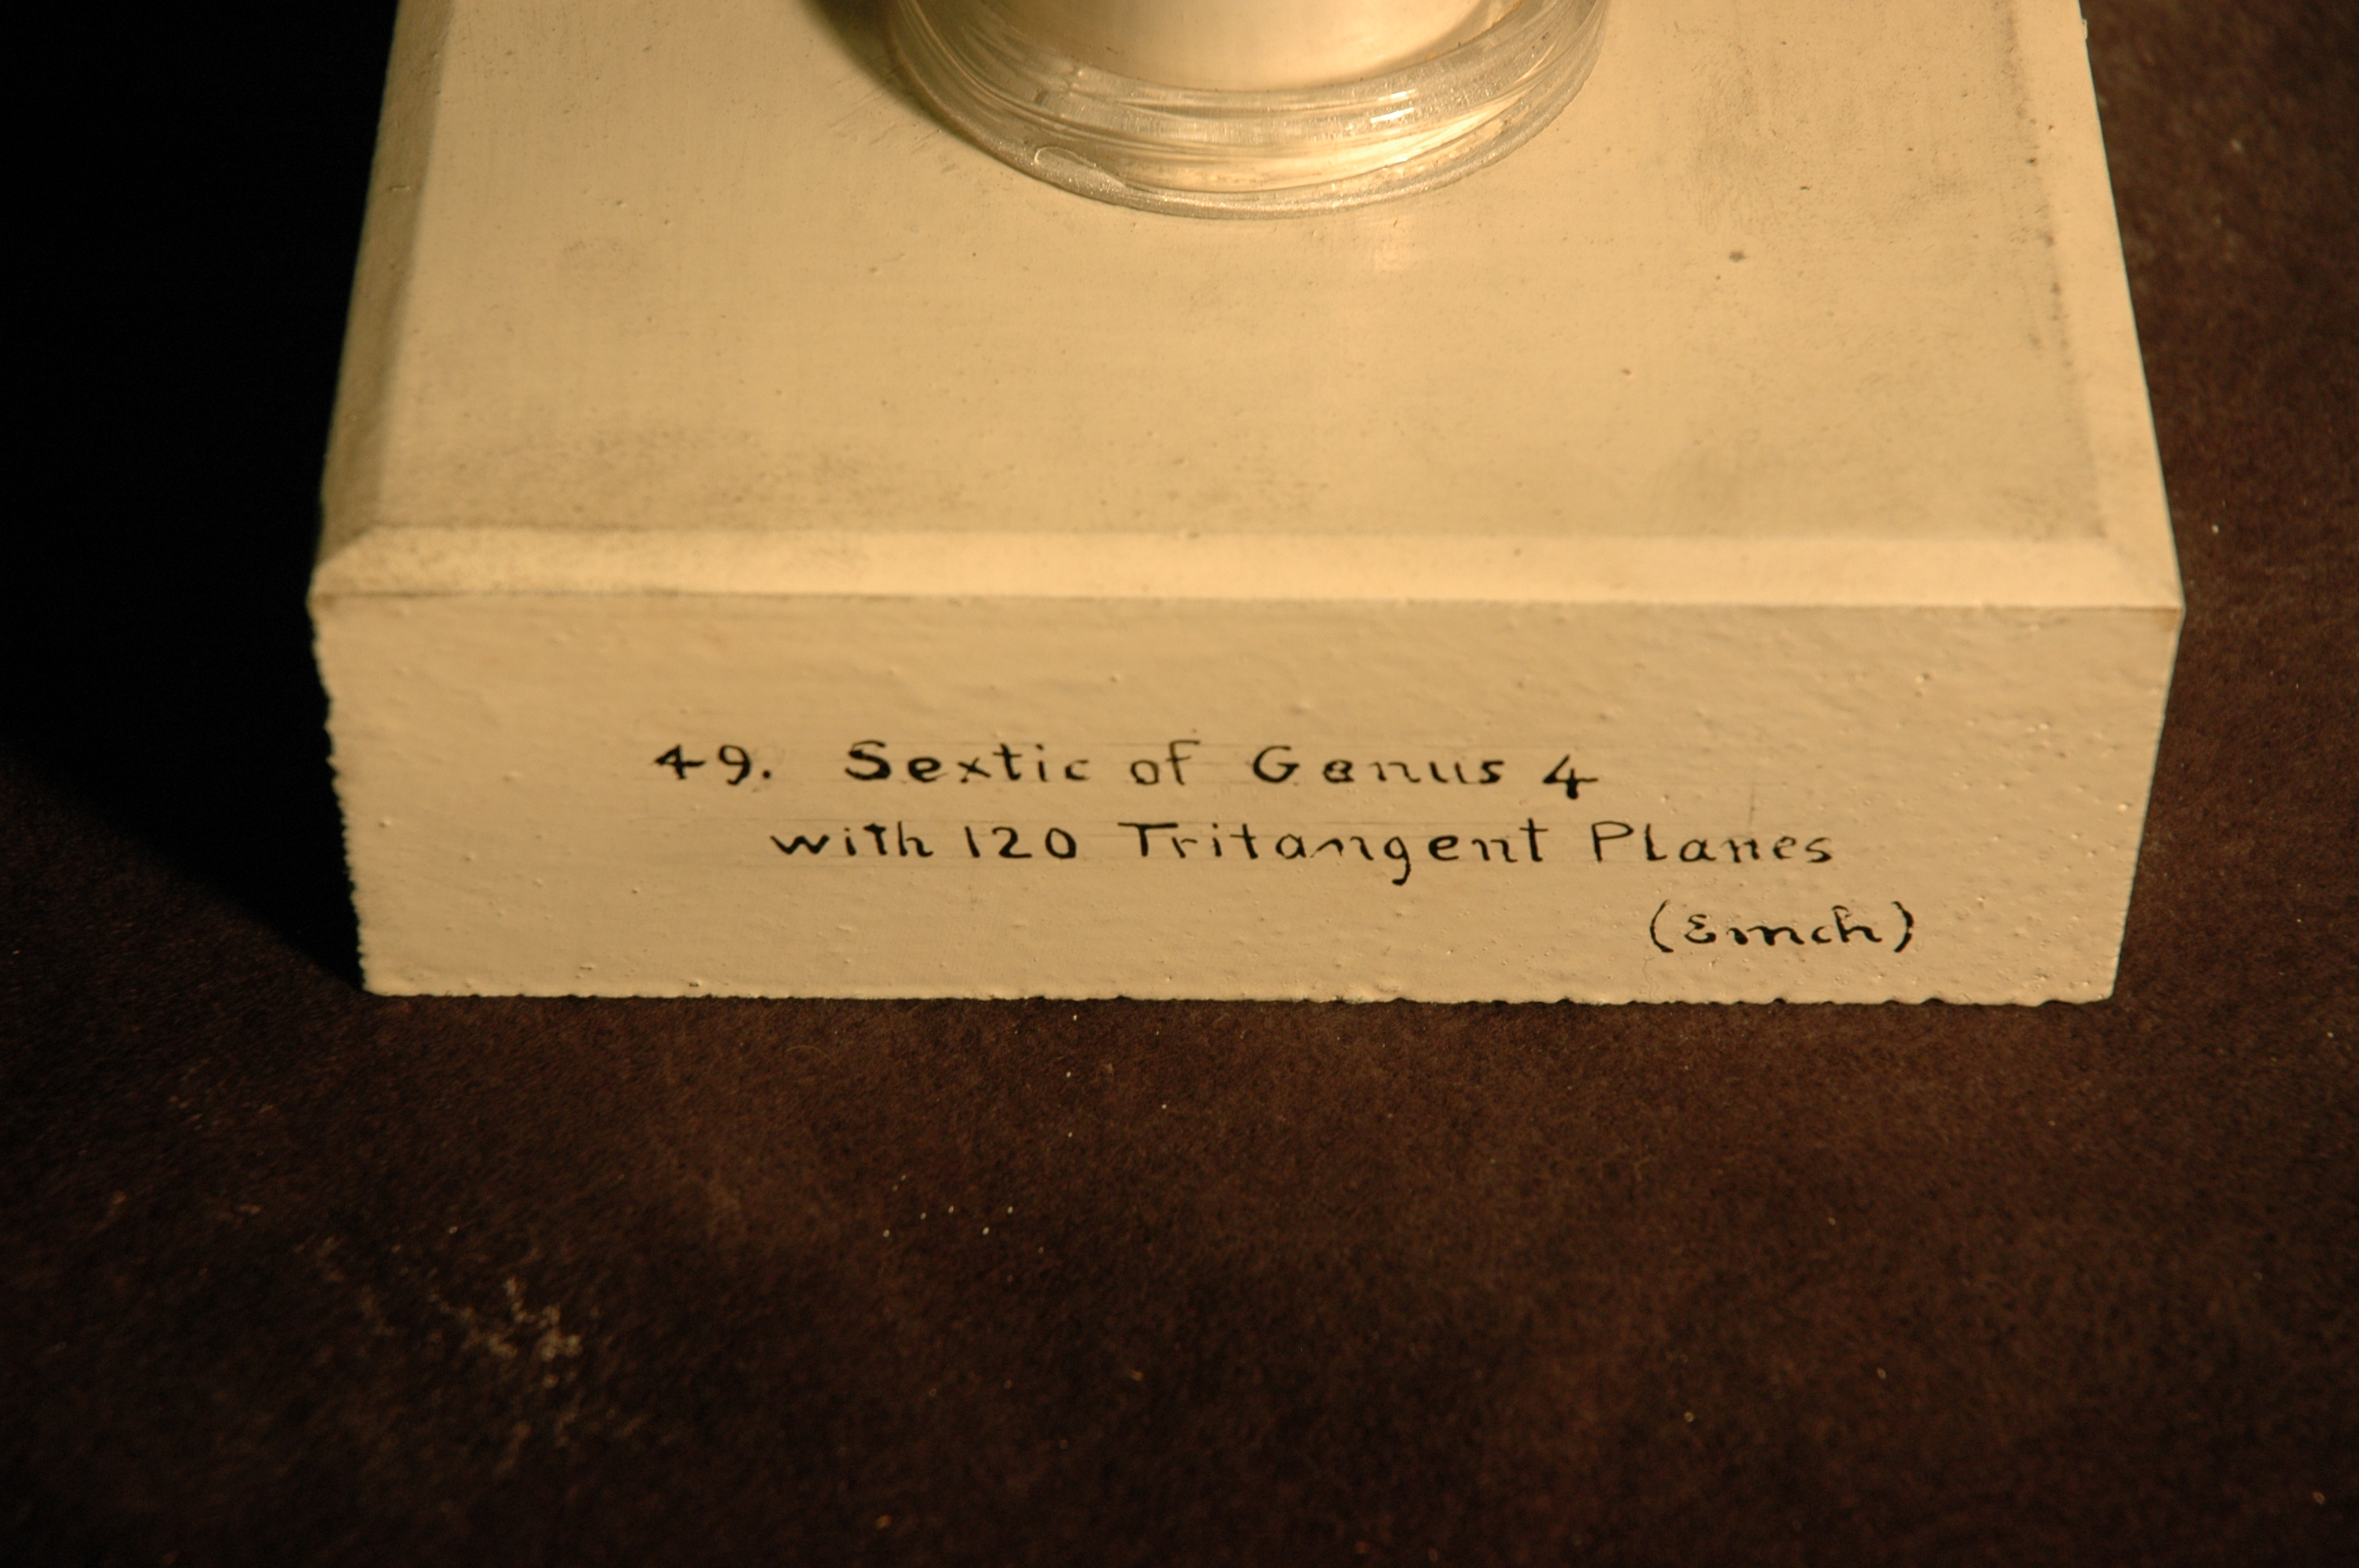 49. Sextic of Genus 4
with 120 Tritangent Planes
(Emch)